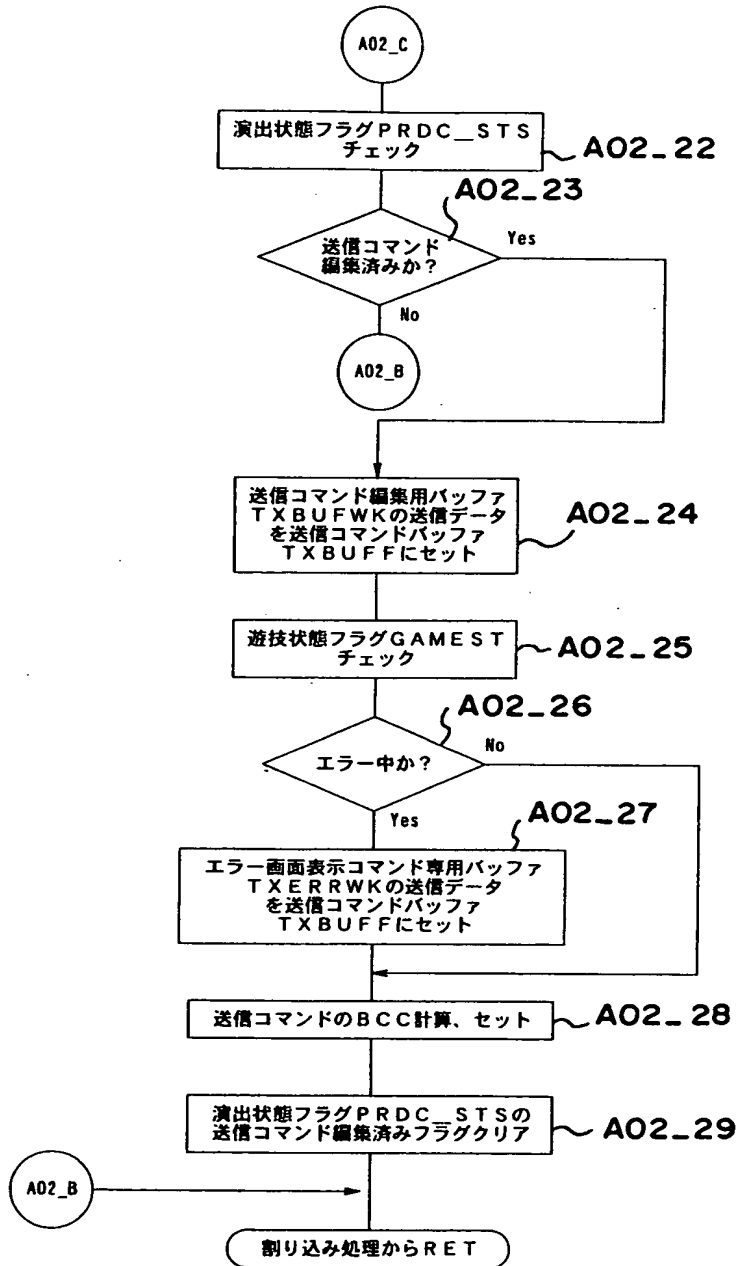 A02_C
演出状態フラグPRDC_STS
チェック
A02_22
A02_23
送信コマンド
編集済みか?
Yes
No
A02_B
送信コマンド編集用バッファ
TXBUFWKの送信データ
を送信コマンドバッファ
TXBUFFにセット
A02_24
遊技状態フラグGAMEST
チェック
A02_25
A02_26
エラー中か?
No
Yes
A02_27
エラー画面表示コマンド専用バッファ
TXERRWKの送信データ
を送信コマンドバッファ
TXBUFFにセット
送信コマンドのBCC計算、セット
A02_28
演出状態フラグPRDC_STSの
送信コマンド編集済みフラグクリア
A02_29
A02_B
割り込み処理からRET